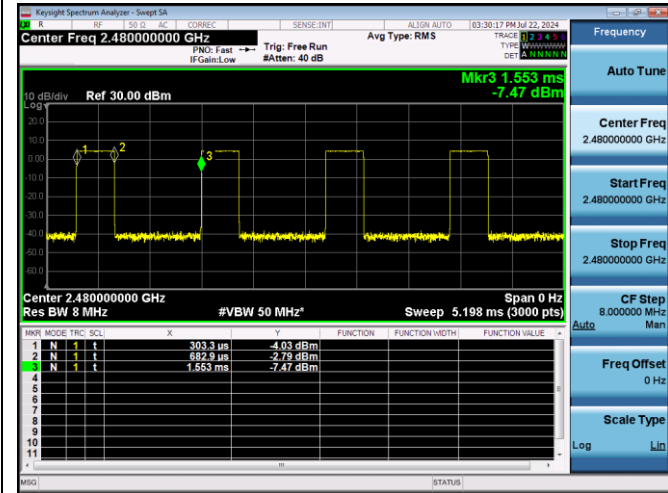 Keysight Spectrum Analyzer - Swept SA
R RF 50 Ω AC CORREC SENSE:INT ALIGN AUTO 03:30:17 PM Jul 22, 2024
Center Freq 2.480000000 GHz
PNO: Fast
IFGain:Low
Trig: Free Run
#Atten: 40 dB
Avg Type: RMS
TRACE 1 2 3 4 5 6
TYPE WWWWWW
DET A N N N N N
Mkr3 1.553 ms
-7.47 dBm
10 dB/div Ref 30.00 dBm
Log
20.0
10.0
0.00
-10.0
-20.0
-30.0
-40.0
-50.0
-60.0
1
2
3
Center 2.480000000 GHz Span 0 Hz
Res BW 8 MHz #VBW 50 MHz* Sweep 5.198 ms (3000 pts)
MKR MODE TRC SCL X Y FUNCTION FUNCTION WIDTH FUNCTION VALUE
1 N 1 t 303.3 µs -4.03 dBm
2 N 1 t 682.9 µs -2.79 dBm
3 N 1 t 1.553 ms -7.47 dBm
4
5
6
7
8
9
10
11
MSG STATUS
Frequency
Auto Tune
Center Freq
2.480000000 GHz
Start Freq
2.480000000 GHz
Stop Freq
2.480000000 GHz
CF Step
8.000000 MHz
Auto Man
Freq Offset
0 Hz
Scale Type
Log Lin